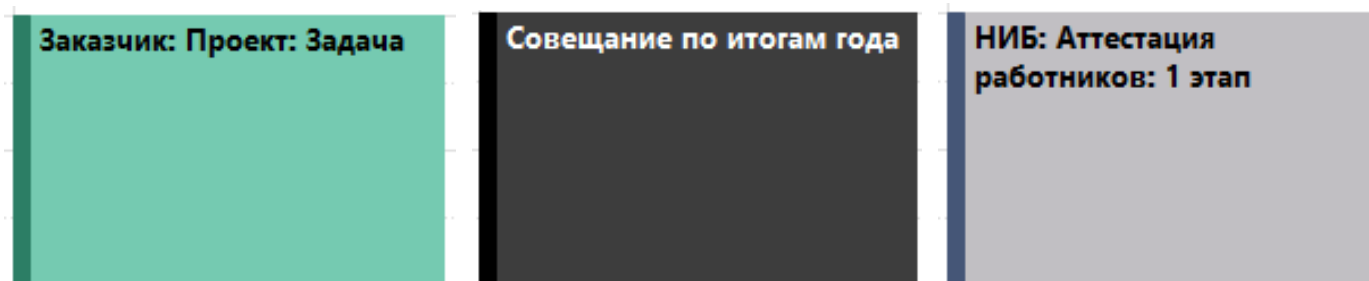 Заказчик: Проект: Задача
Совещание по итогам года
НИБ: Аттестация
работников: 1 этап